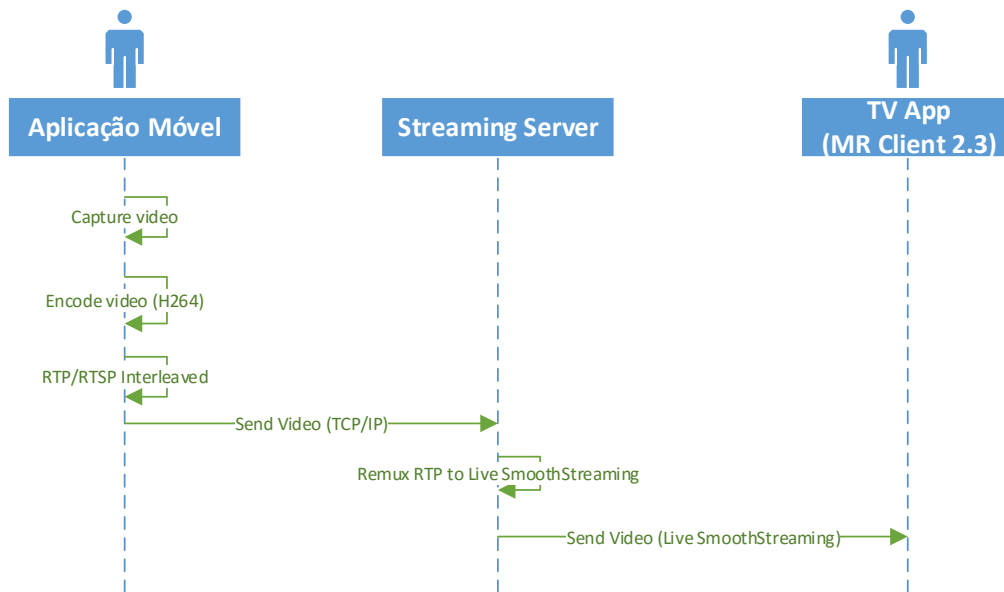 Aplicação Móvel
Streaming Server
TV App
(MR Client 2.3)
Capture video
Encode video (H264)
RTP/RTSP Interleaved
Send Video (TCP/IP)
Remux RTP to Live SmoothStreaming
Send Video (Live SmoothStreaming)